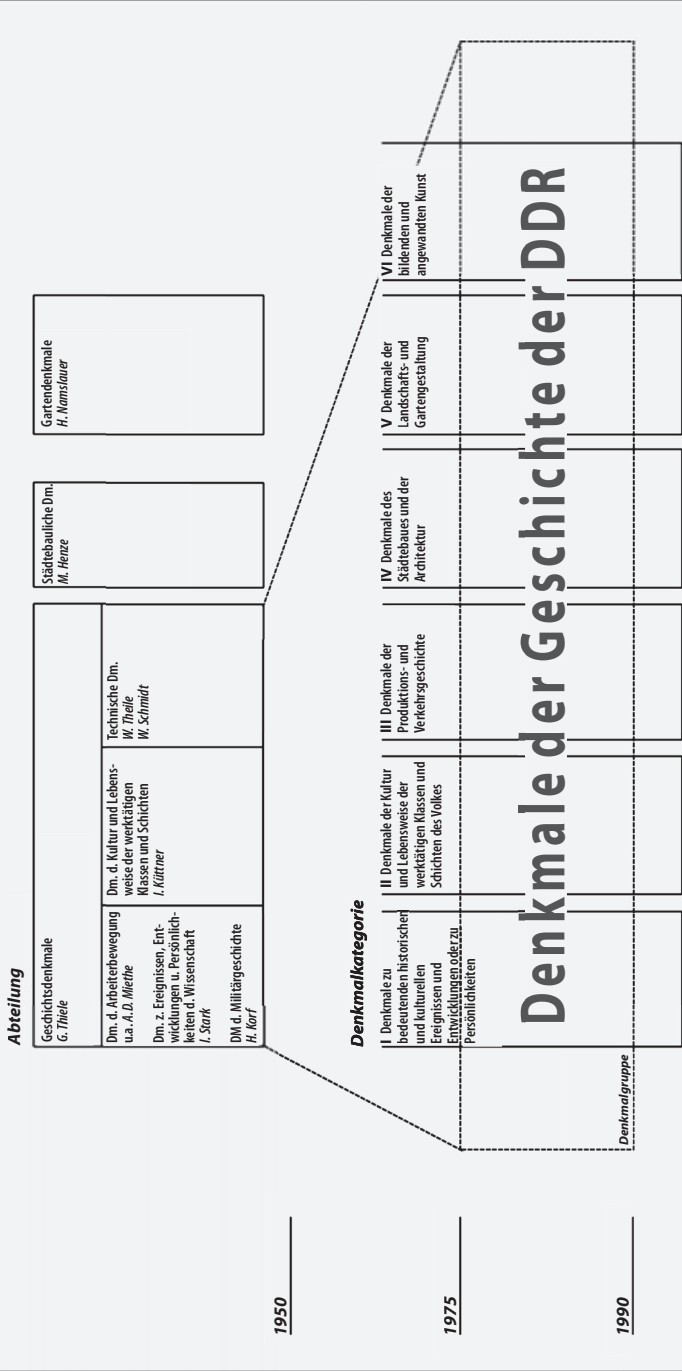 Abteilung
Geschichtsdenkmale
G. Thiele
Dm. d. Arbeiterbewegung
u.a. A.D. Miethe
Dm. z. Ereignissen, Ent-
wicklungen u. Persönlich-
keiten d. Wissenschaft
I. Stark
DM d. Militärgeschichte
H. Korf
Dm. d. Kultur und Lebens-
weise der werktätigen
Klassen und Schichten
I. Küttner
Technische Dm.
W. Theile
W. Schmidt
Städtebauliche Dm.
M. Henze
Gartendenkmale
H. Namslauer
1950
Denkmalkategorie
I Denkmale zu
bedeutenden historischen
und kulturellen
Ereignissen und
Entwicklungen oder zu
Persönlichkeiten
II Denkmale der Kultur
und Lebensweise der
werktätigen Klassen und
Schichten des Volkes
III Denkmale der
Produktions- und
Verkehrsgeschichte
IV Denkmale des
Städtebaues und der
Architektur
V Denkmale der
Landschafts- und
Gartengestaltung
VI Denkmale der
bildenden und
angewandten Kunst
1975
Denkmale der Geschichte der DDR
Denkmalgruppe
1990